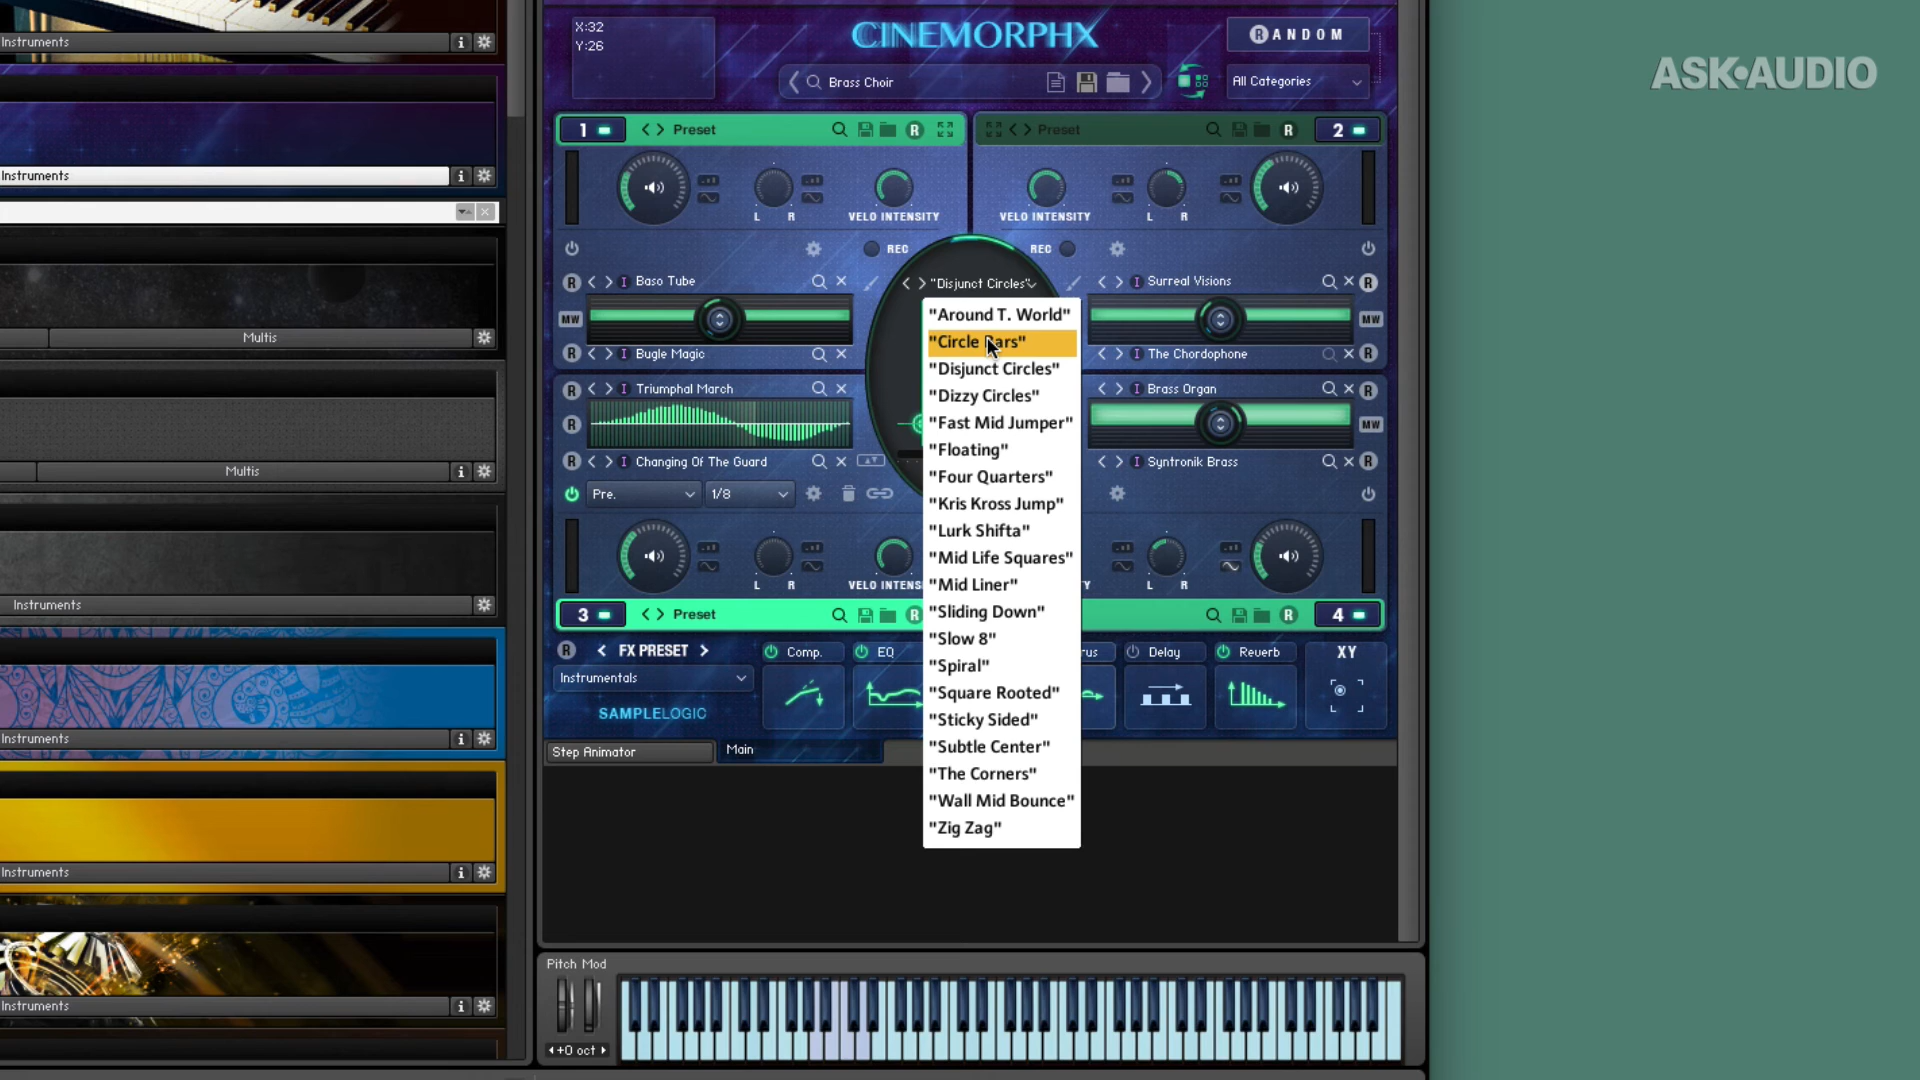 Instruments
Instruments
Multis
Multis
Instruments
Instruments
Instruments
Instruments
X:32
Y:26
CINEMORPHX
RANDOM
Brass Choir
All Categories
ASK•AUDIO
1
Preset
R
Preset
R
2
L R
VELO INTENSITY
VELO INTENSITY
L R
REC
REC
R
Baso Tube
"Disjunct Circles"
Surreal Visions
R
MW
MW
R
Bugle Magic
The Chordophone
R
R
Triumphal March
Brass Organ
R
R
MW
R
Changing Of The Guard
Syntronik Brass
R
Pre.
1/8
"Around T. World"
"Disjunct Circles"
"Dizzy Circles"
"Fast Mid Jumper"
"Floating"
"Four Quarters"
"Kris Kross Jump"
"Lurk Shifta"
"Mid Life Squares"
"Mid Liner"
"Sliding Down"
"Slow 8"
"Spiral"
"Square Rooted"
"Sticky Sided"
"Subtle Center"
"The Corners"
"Wall Mid Bounce"
"Zig Zag"
L R
VELO INTENS
Y
L R
3
Preset
R
R
4
R
FX PRESET
Comp.
EQ
rus
Delay
Reverb
XY
Instrumentals
SAMPLELOGIC
Step Animator
Main
Pitch Mod
+0 oct